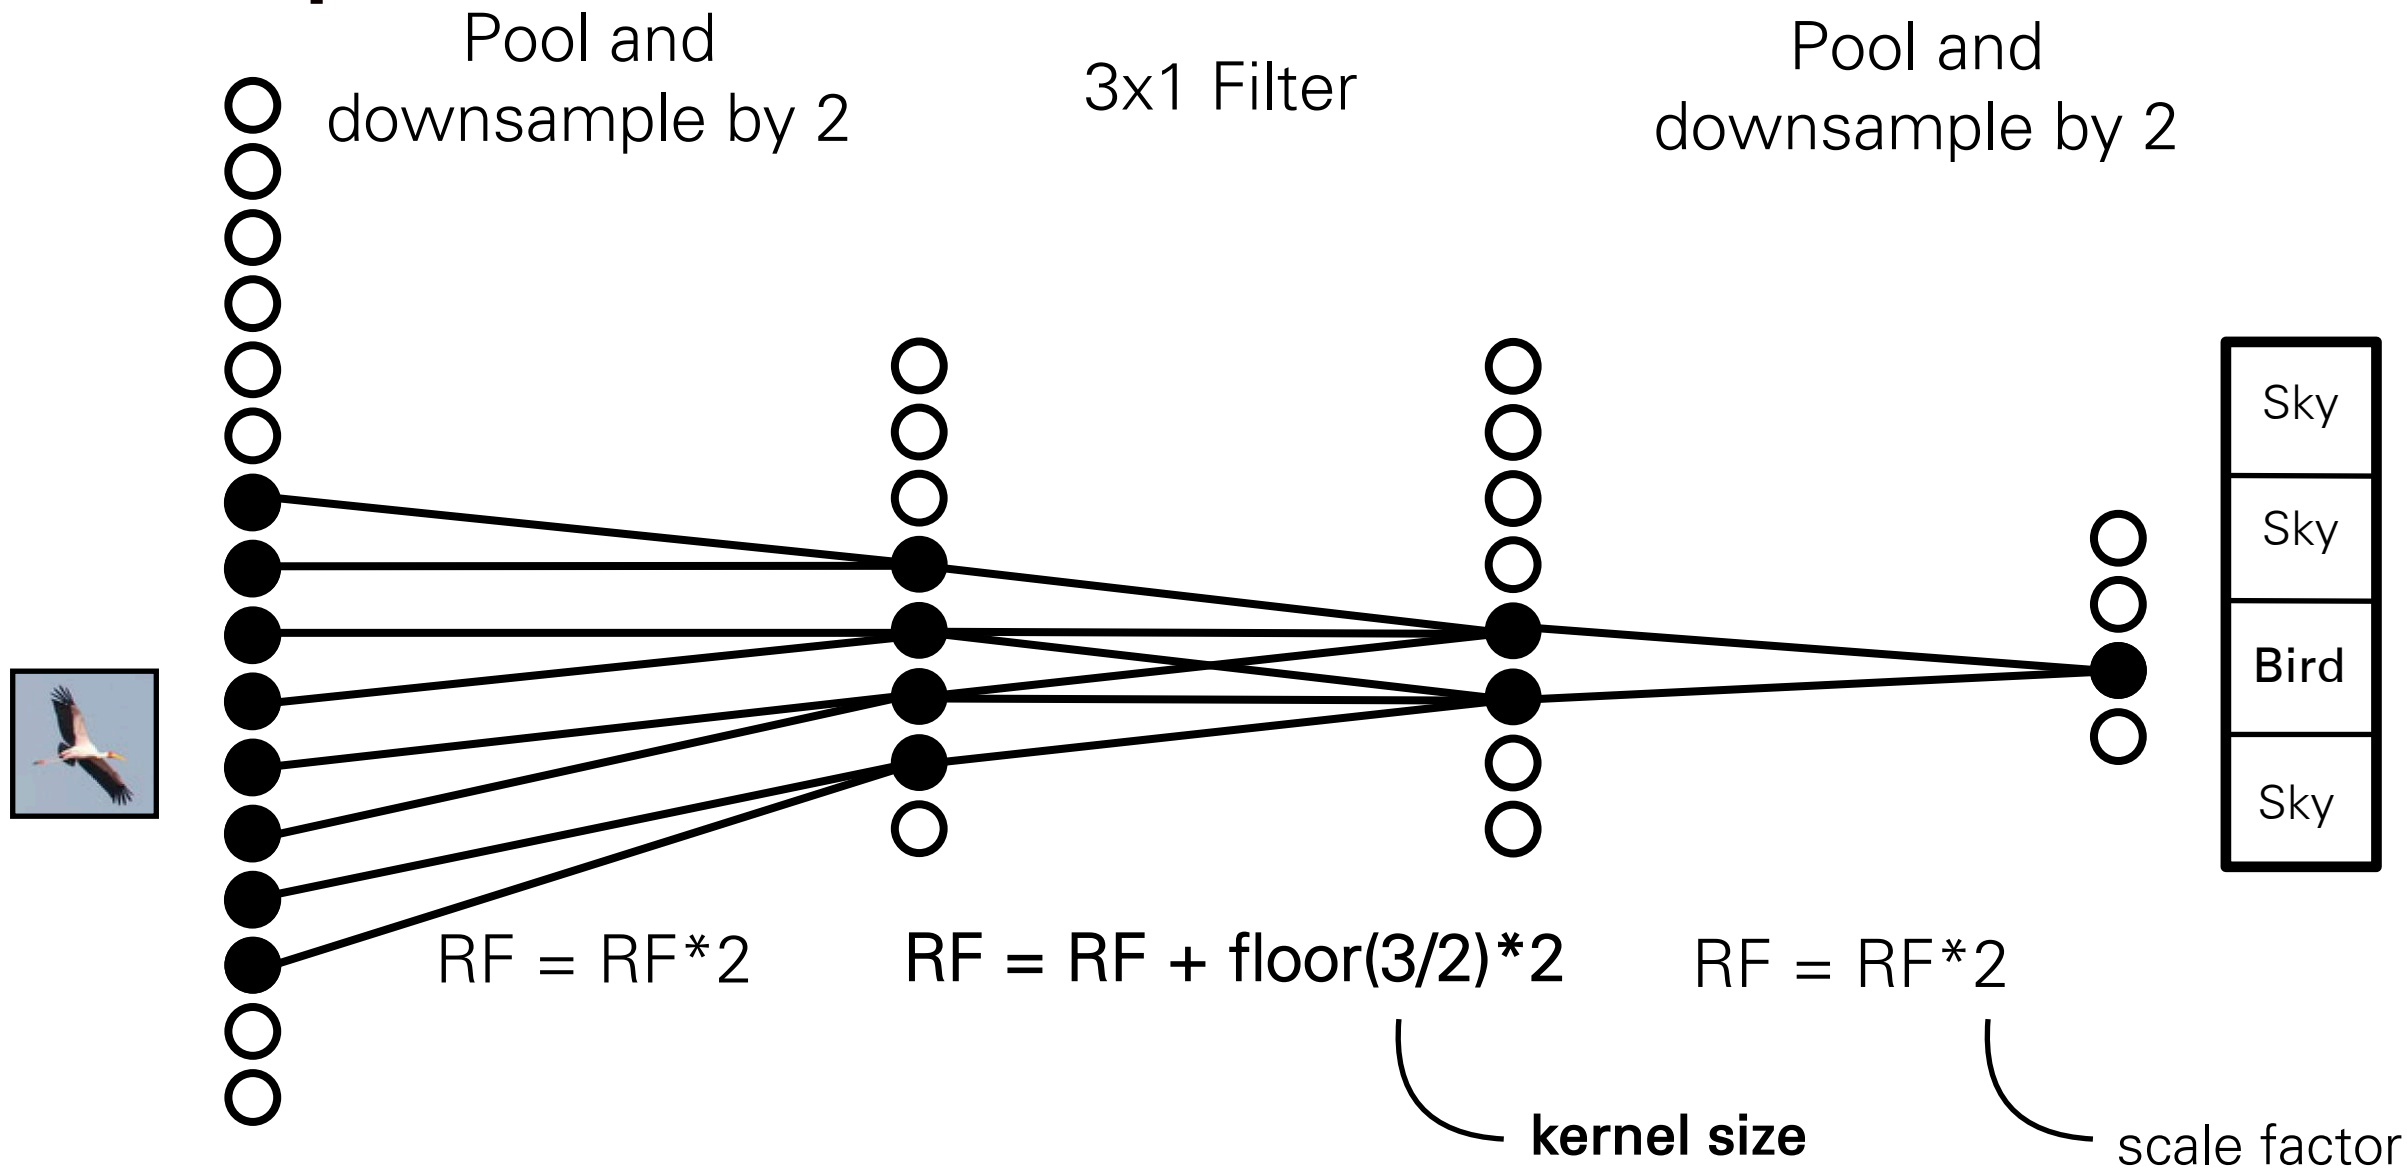 Pool and
downsample by 2
3x1 Filter
Pool and
downsample by 2
Sky
Sky
Bird
Sky
RF = RF*2
RF = RF + floor(3/2)*2
RF = RF*2
kernel size
scale factor